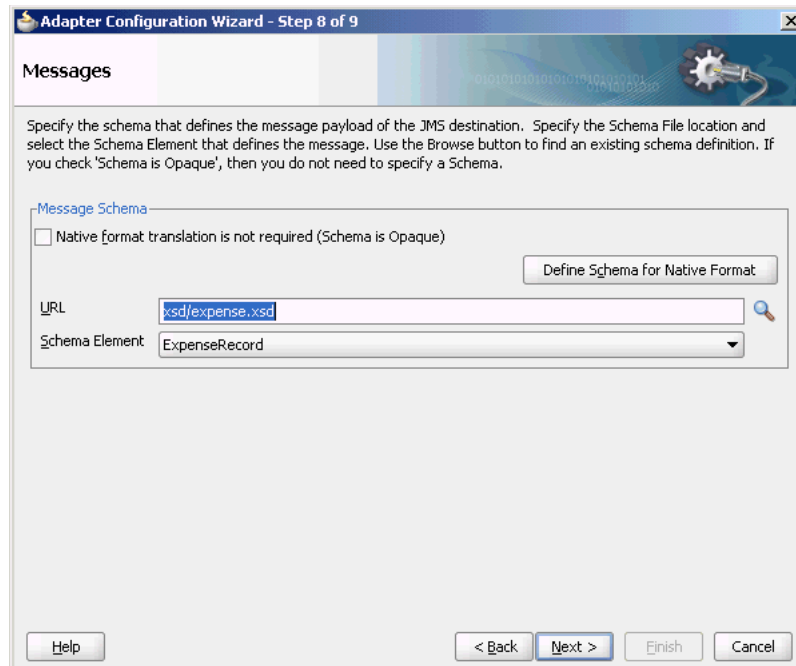 Adapter Configuration Wizard - Step 8 of 9
Messages
Specify the schema that defines the message payload of the JMS destination.  Specify the Schema File location and
select the Schema Element that defines the message. Use the Browse button to find an existing schema definition. If
you check 'Schema is Opaque', then you do not need to specify a Schema.
Message Schema
Native format translation is not required (Schema is Opaque)
Define Schema for Native Format
URL xsd/expense.xsd
Schema Element ExpenseRecord
Help < Back Next > Finish Cancel